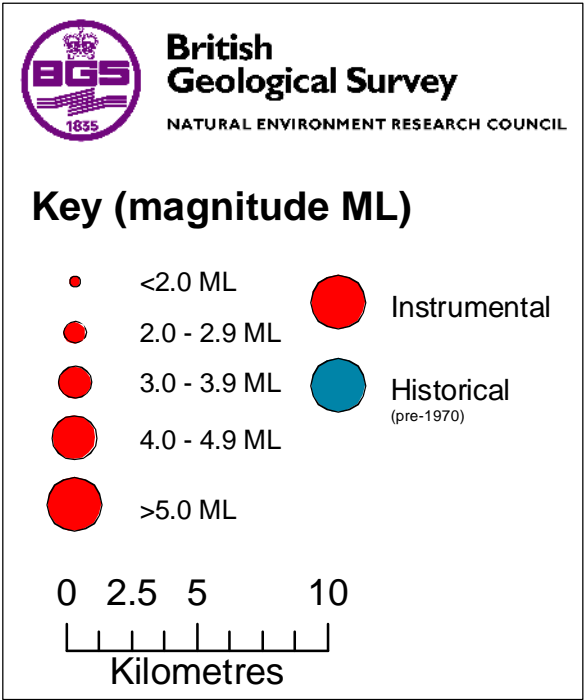 BGS
1835
British
Geological Survey
NATURAL ENVIRONMENT RESEARCH COUNCIL
Key (magnitude ML)
<2.0 ML
2.0 - 2.9 ML
3.0 - 3.9 ML
4.0 - 4.9 ML
>5.0 ML
Instrumental
Historical
(pre-1970)
0 2.5 5 10
Kilometres